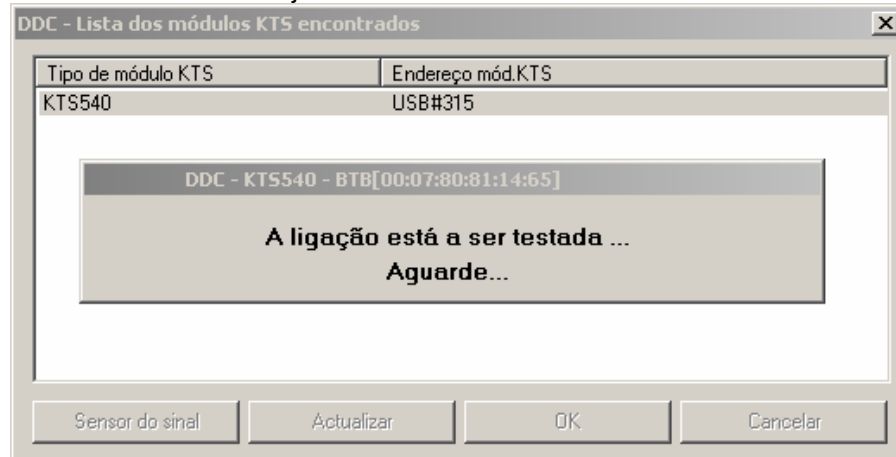 DDC - Lista dos módulos KTS encontrados
Tipo de módulo KTS Endereço mód.KTS
KTS540 USB#315
DDC - KTS540 - BTB[00:07:80:81:14:65]
A ligação está a ser testada ...
Aguarde...
Sensor do sinal Actualizar OK Cancelar